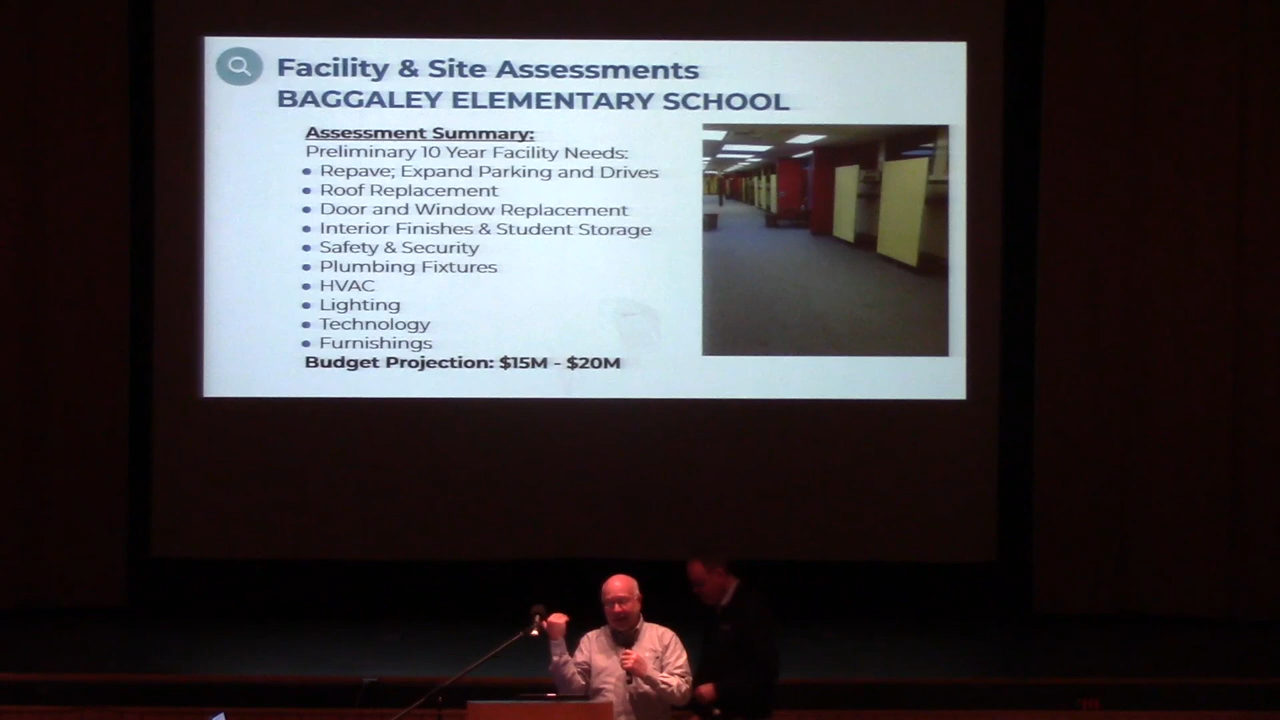 Facility & Site Assessments
BAGGALEY ELEMENTARY SCHOOL
Assessment Summary:
Preliminary 10 Year Facility Needs:
• Repave; Expand Parking and Drives
• Roof Replacement
• Door and Window Replacement
• Interior Finishes & Student Storage
• Safety & Security
• Plumbing Fixtures
• HVAC
• Lighting
• Technology
• Furnishings
Budget Projection: $15M - $20M